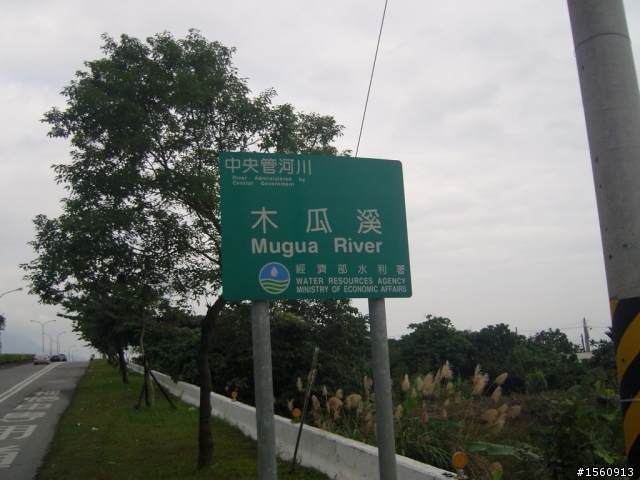 中央管河川
River Administered by
Central Government
木瓜溪
Mugua River
經濟部水利署
WATER RESOURCES AGENCY
MINISTRY OF ECONOMIC AFFAIRS
#1560913